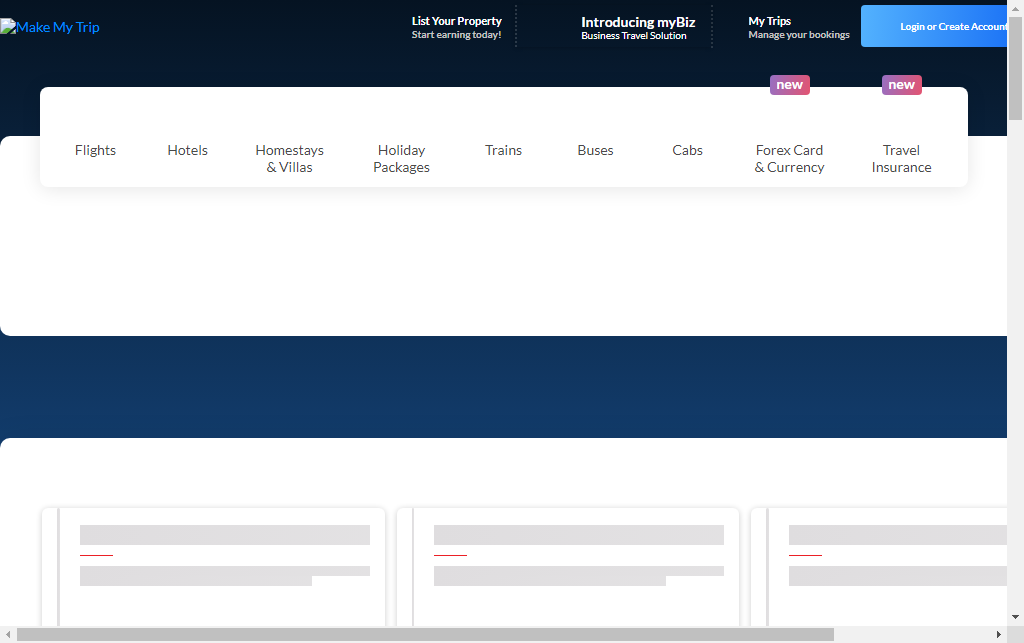 Make My Trip
List Your Property
Start earning today!
Introducing myBiz
Business Travel Solution
My Trips
Manage your bookings
Login or Create Account
new
new
Flights
Hotels
Homestays
& Villas
Holiday
Packages
Trains
Buses
Cabs
Forex Card
& Currency
Travel
Insurance